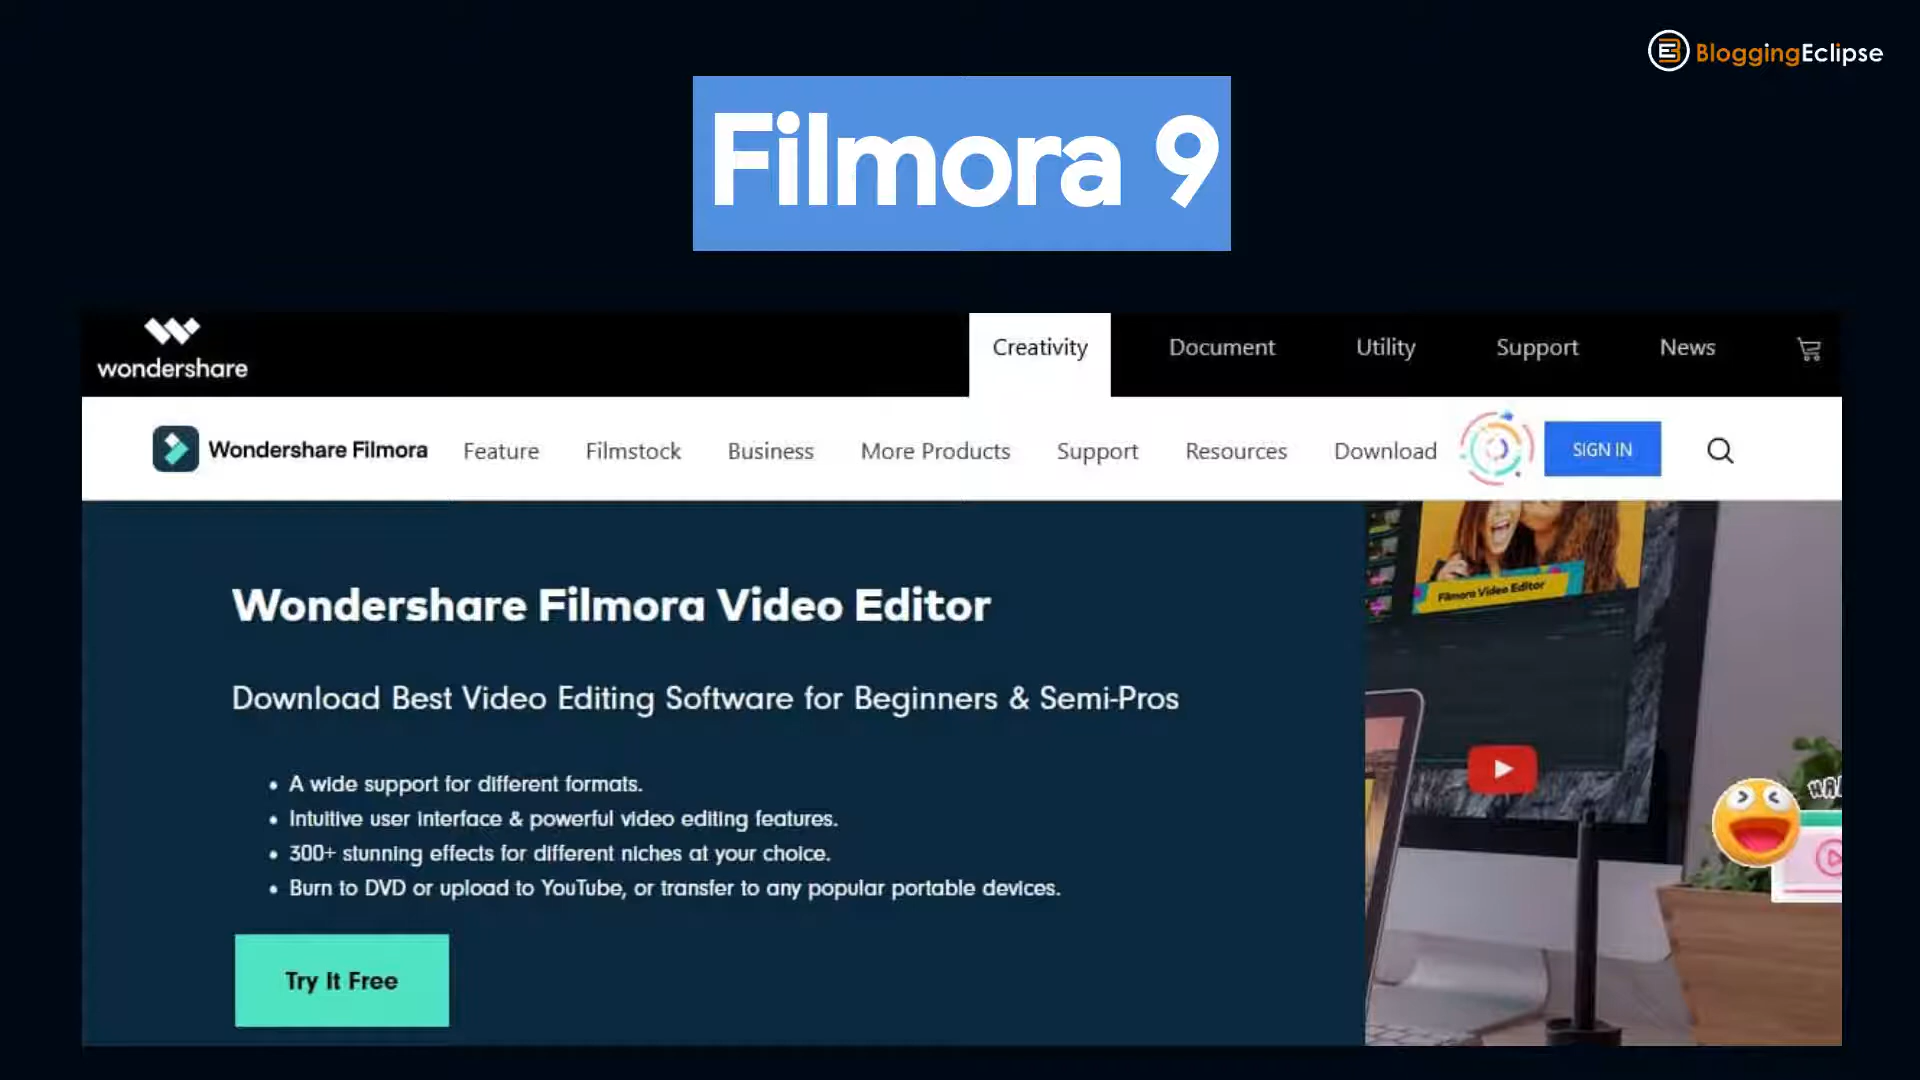 BloggingEclipse
Filmora 9
wondershare
Creativity
Document
Utility
Support
News
Wondershare Filmora
Feature
Filmstock
Business
More Products
Support
Resources
Download
SIGN IN
Wondershare Filmora Video Editor
Filmora Video Editor
Download Best Video Editing Software for Beginners & Semi-Pros
A wide support for different formats.
Intuitive user interface & powerful video editing features.
300+ stunning effects for different niches at your choice.
Burn to DVD or upload to YouTube, or transfer to any popular portable devices.
Try It Free